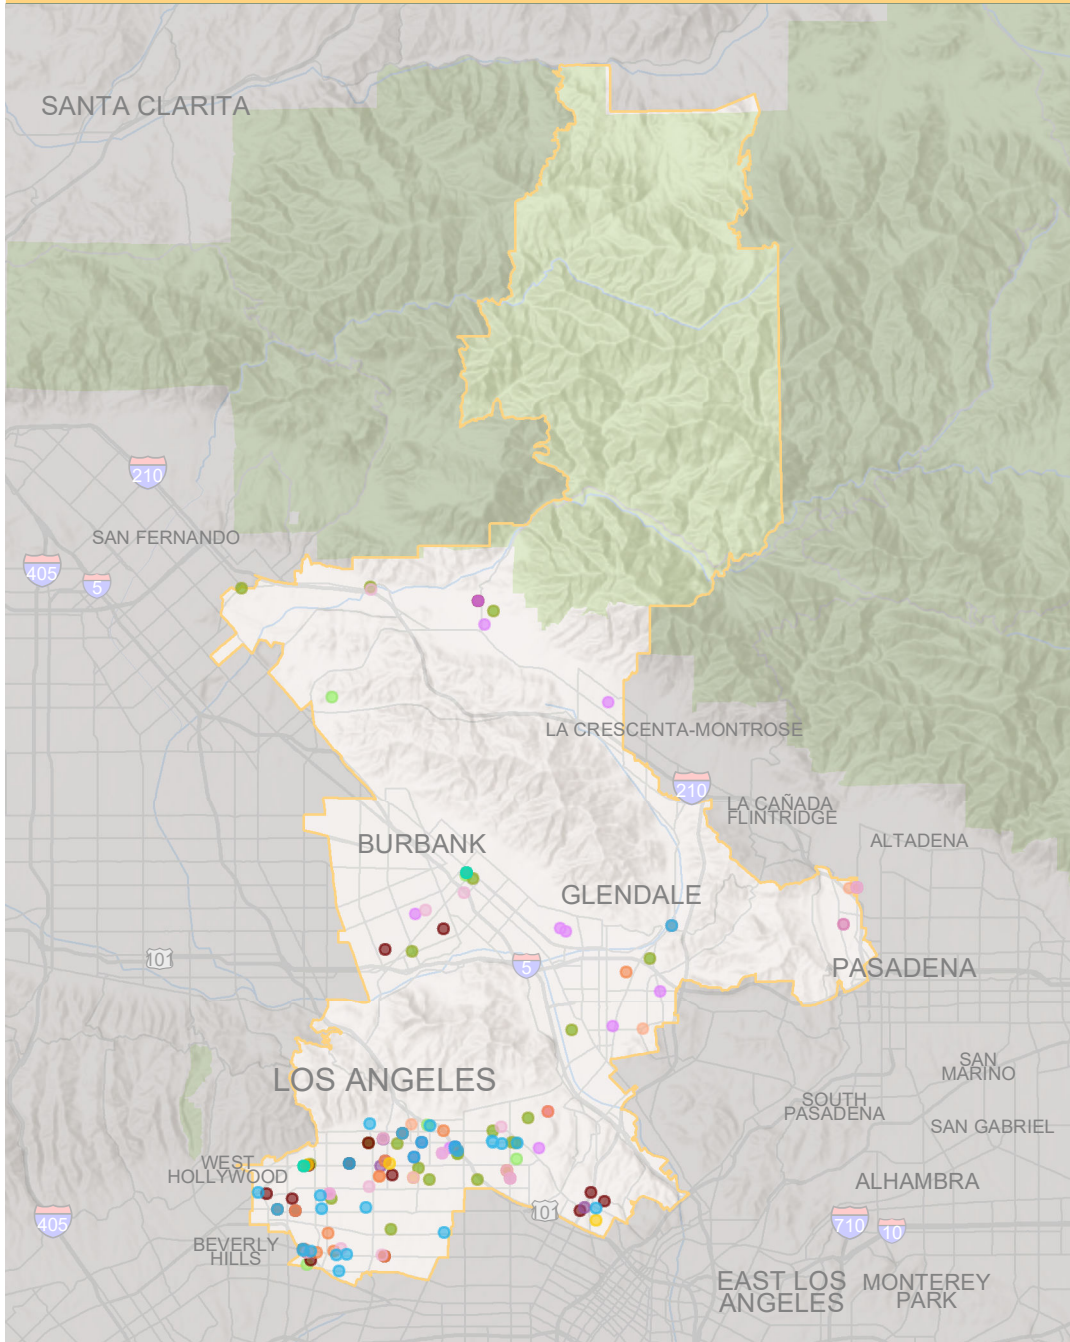 SANTA CLARITA
210
SAN FERNANDO
405
5
LA CRESCENTA-MONTROSE
210
LA CAÑADA
FLINTRIDGE
BURBANK
ALTADENA
GLENDALE
101
5
PASADENA
LOS ANGELES
SAN
MARINO
SOUTH
PASADENA
SAN GABRIEL
WEST
HOLLYWOOD
ALHAMBRA
405
101
710
10
BEVERLY
HILLS
EAST LOS
ANGELES
MONTEREY
PARK